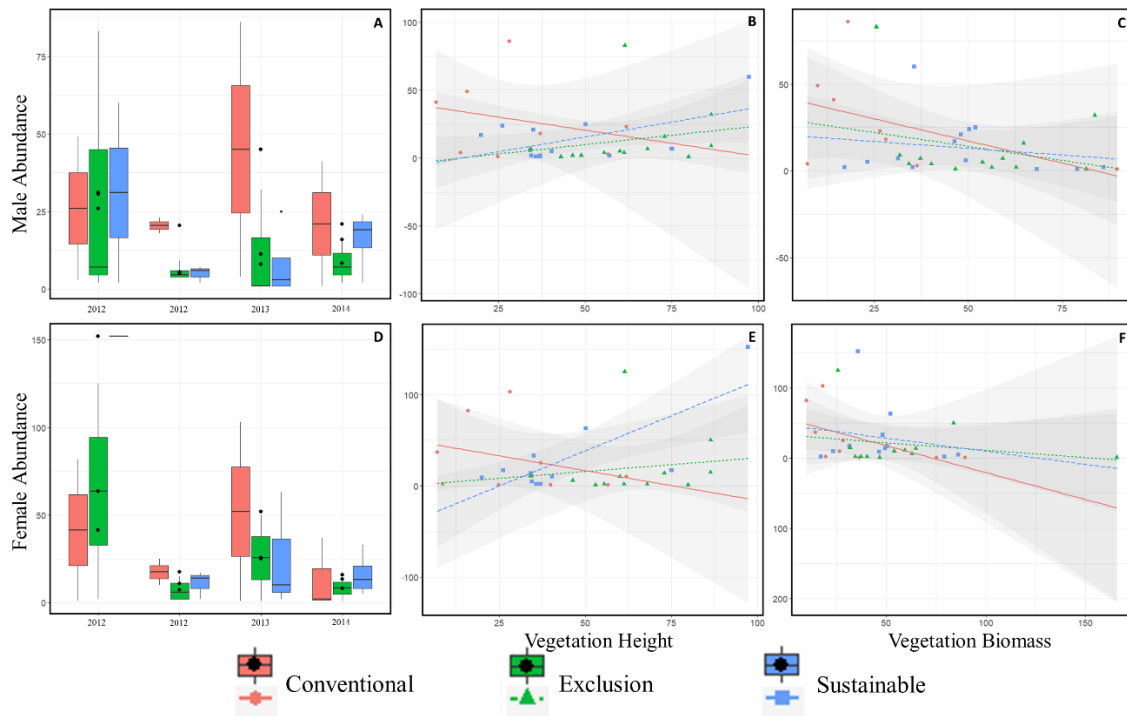 A
Male Abundance
75
50
25
0
2012 2012 2013 2014
B
100
50
0
-50
-100
25 50 75 100
C
50
0
-50
25 50 75
D
Female Abundance
150
100
50
0
2012 2012 2013 2014
E
100
0
-100
25 50 75 100
Vegetation Height
F
100
0
100
200
50 100 150
Vegetation Biomass
Conventional Exclusion Sustainable